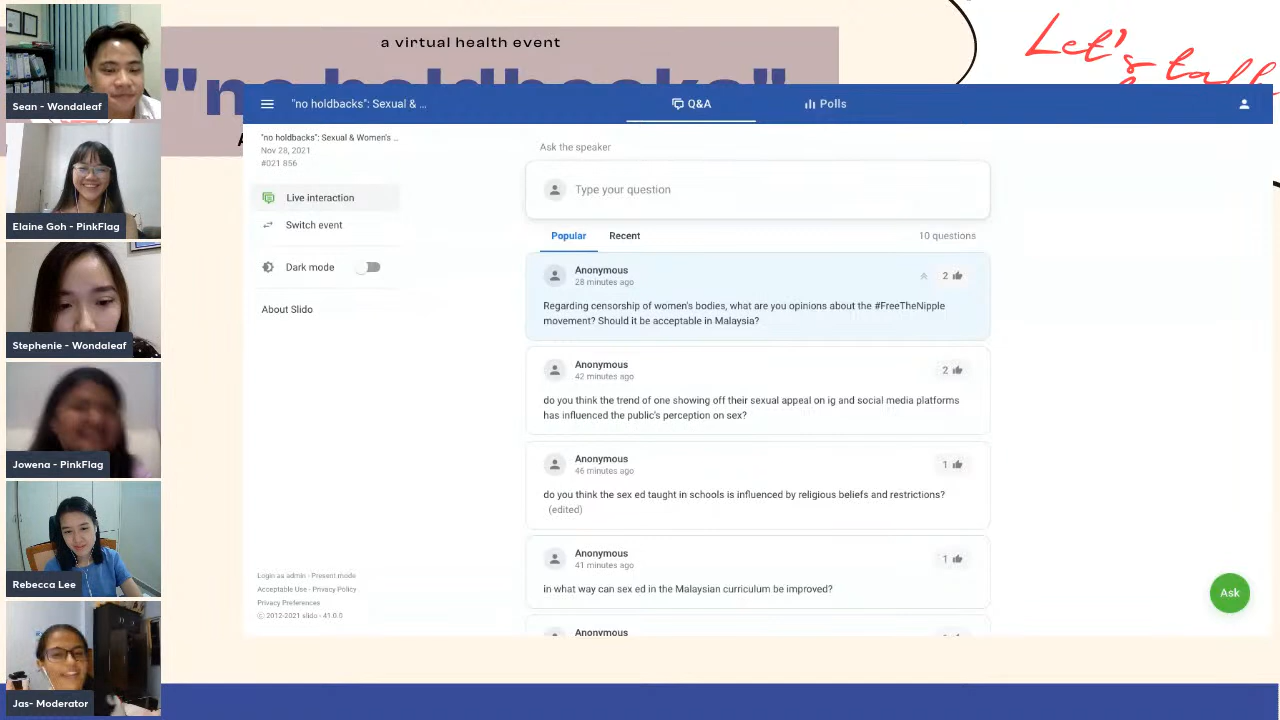 a virtual health event
"no holdbacks"
Let's talk
Sean - Wondaleaf
Elaine Goh - PinkFlag
Stephenie - Wondaleaf
Jowena - PinkFlag
Rebecca Lee
Jas- Moderator
"no holdbacks": Sexual & ...
Q&A
Polls
"no holdbacks": Sexual & Women's ...
Nov 28, 2021
#021 856
Live interaction
Switch event
Dark mode
About Slido
Login as admin - Present mode
Acceptable Use - Privacy Policy
Privacy Preferences
© 2012-2021 slido - 41.0.0
Ask the speaker
Type your question
Popular
Recent
10 questions
Anonymous
2
28 minutes ago
Regarding censorship of women's bodies, what are you opinions about the #FreeTheNipple
movement? Should it be acceptable in Malaysia?
Anonymous
2
42 minutes ago
do you think the trend of one showing off their sexual appeal on ig and social media platforms
has influenced the public's perception on sex?
Anonymous
1
46 minutes ago
do you think the sex ed taught in schools is influenced by religious beliefs and restrictions?
(edited)
Anonymous
1
41 minutes ago
in what way can sex ed in the Malaysian curriculum be improved?
Anonymous
Ask